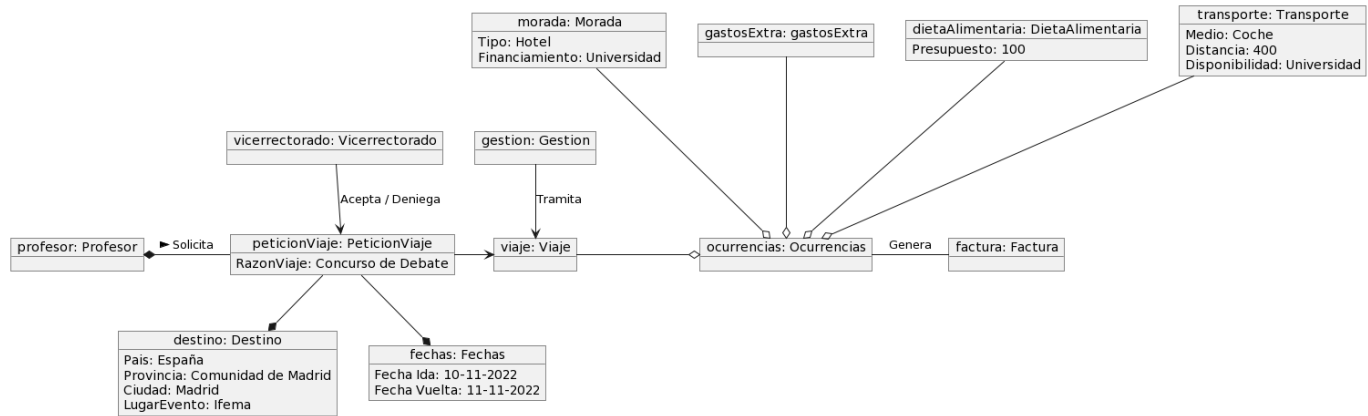 morada: Morada
Tipo: Hotel
Financiamiento: Universidad
gastosExtra: gastosExtra
dietaAlimentaria: DietaAlimentaria
Presupuesto: 100
transporte: Transporte
Medio: Coche
Distancia: 400
Disponibilidad: Universidad
vicerrectorado: Vicerrectorado
gestion: Gestion
Acepta / Deniega
Tramita
profesor: Profesor
Solicita
peticionViaje: PeticionViaje
RazonViaje: Concurso de Debate
viaje: Viaje
ocurrencias: Ocurrencias
Genera
factura: Factura
destino: Destino
Pais: España
Provincia: Comunidad de Madrid
Ciudad: Madrid
LugarEvento: Ifema
fechas: Fechas
Fecha Ida: 10-11-2022
Fecha Vuelta: 11-11-2022